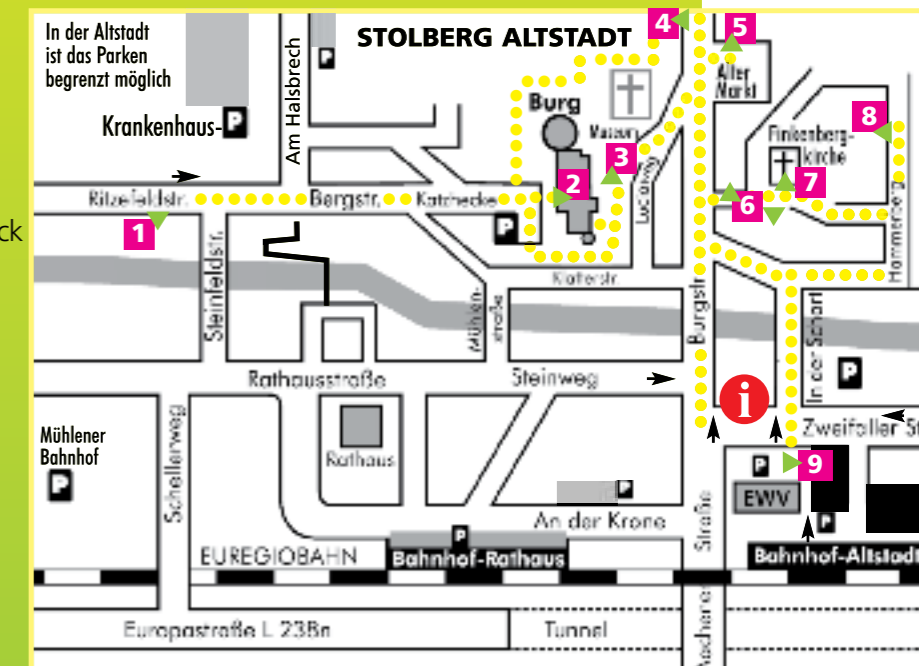 In der Altstadt
ist das Parken
begrenzt möglich
STOLBERG ALTSTADT
4
5
Alter
Markt
P
Am Halsbrech
Krankenhaus-P
Burg
Museum
3
2
8
Finkenberg-
kirche
7
6
Ritzefeldstr.
Bergstr.
Katzhecke
Ludwig
Hammerberg
1
ck
P
Steinfeldstr.
Klatterstr.
Mühlen-
straße
Burgstr.
In der Schart
P
Rathausstraße
Steinweg
i
Zweifaller St
Mühlener
Bahnhof
P
Schellerweg
Rathaus
P
9
P
EWV
P
An der Krone
Straße
EUREGIOBAHN
P
Bahnhof-Rathaus
Bahnhof-Altstadt
Europastraße L 238n
Tunnel
Aachener